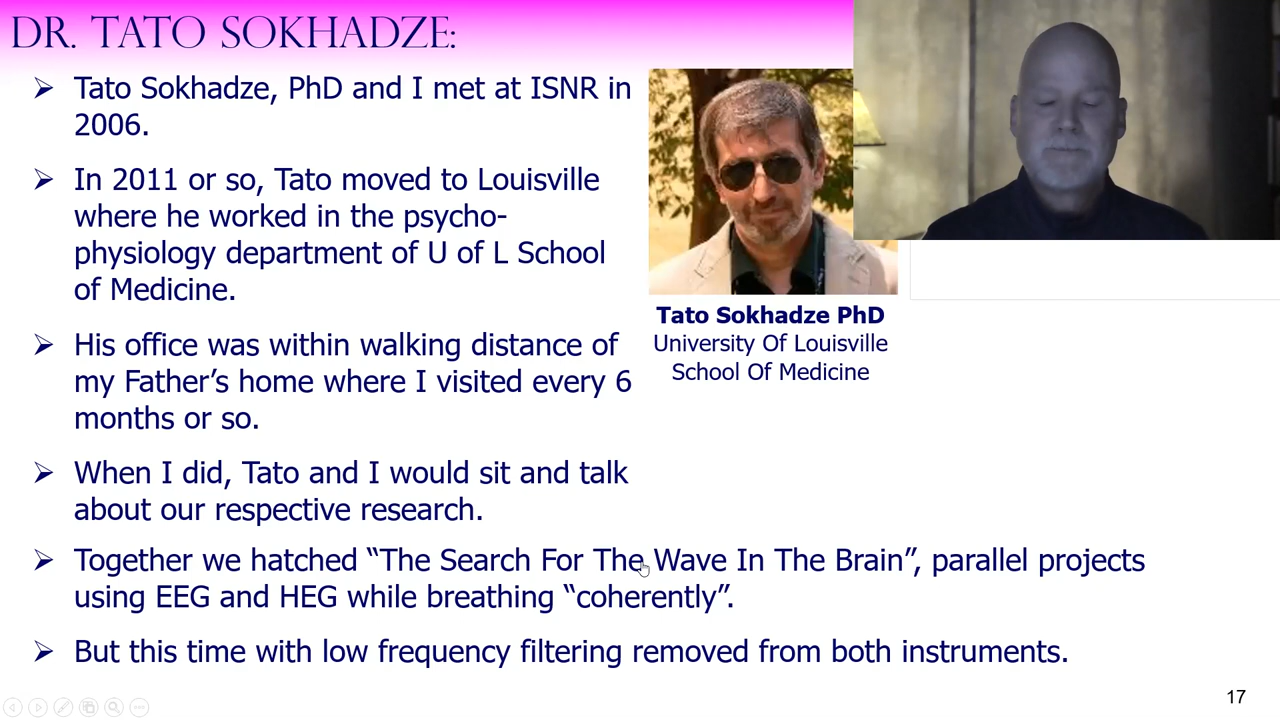 DR. TATO SOKHADZE:
Tato Sokhadze, PhD and I met at ISNR in
2006.
In 2011 or so, Tato moved to Louisville
where he worked in the psycho-
physiology department of U of L School
of Medicine.
His office was within walking distance of
my Father’s home where I visited every 6
months or so.
When I did, Tato and I would sit and talk
about our respective research.
Together we hatched “The Search For The Wave In The Brain”, parallel projects
using EEG and HEG while breathing “coherently”.
But this time with low frequency filtering removed from both instruments.
Tato Sokhadze PhD
University Of Louisville
School Of Medicine
17